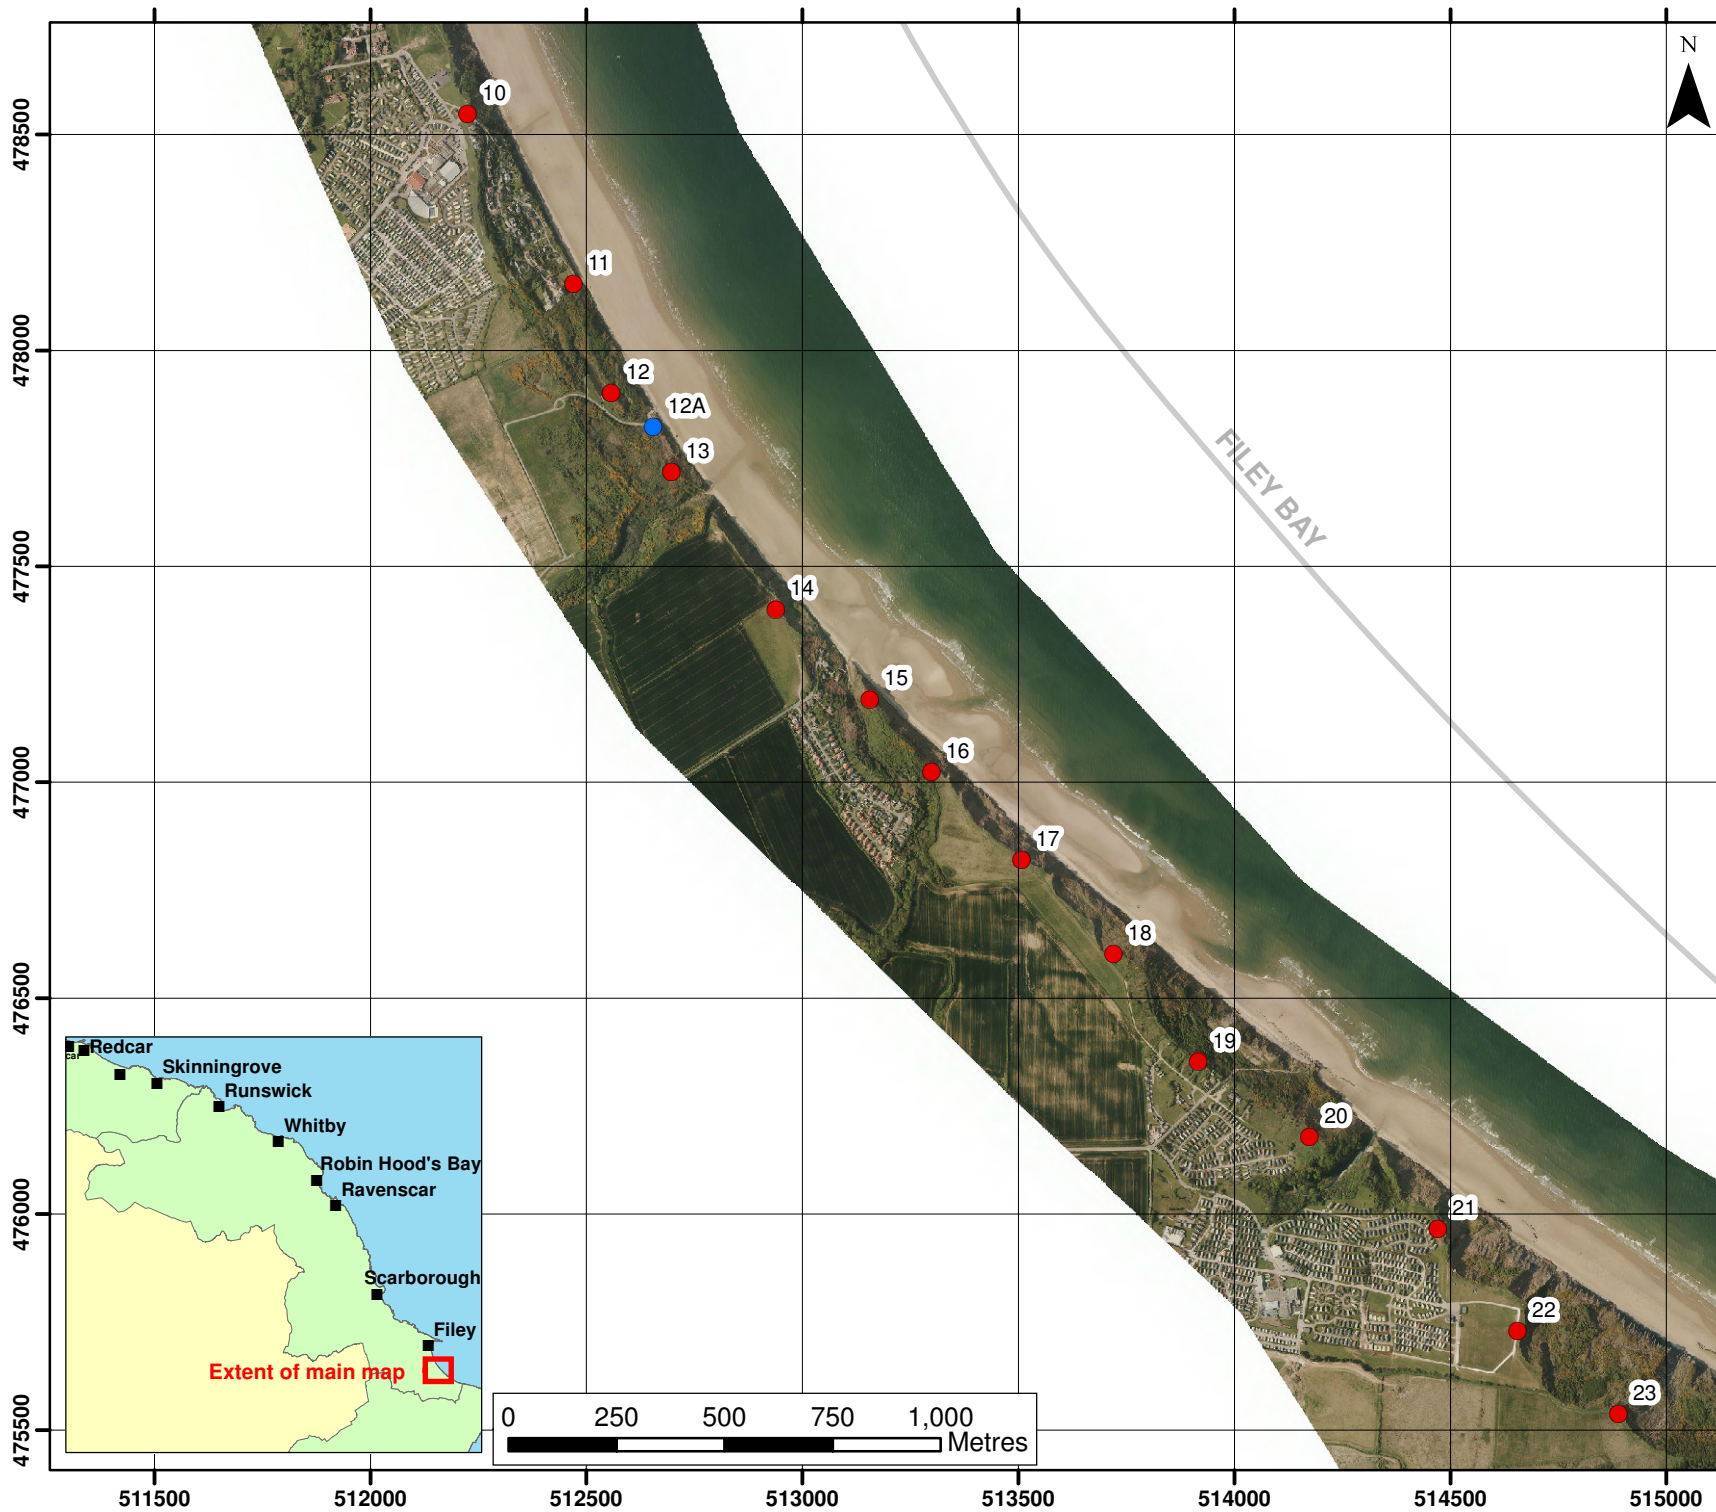 N
10
11
12
12A
13
14
15
16
17
18
19
20
21
22
23
FILEY BAY
478500
478000
477500
477000
476500
476000
475500
car
Redcar
Skinningrove
Runswick
Whitby
Robin Hood's Bay
Ravenscar
Scarborough
Filey
Extent of main map
0 250 500 750 1,000
Metres
511500 512000 512500 513000 513500 514000 514500 515000